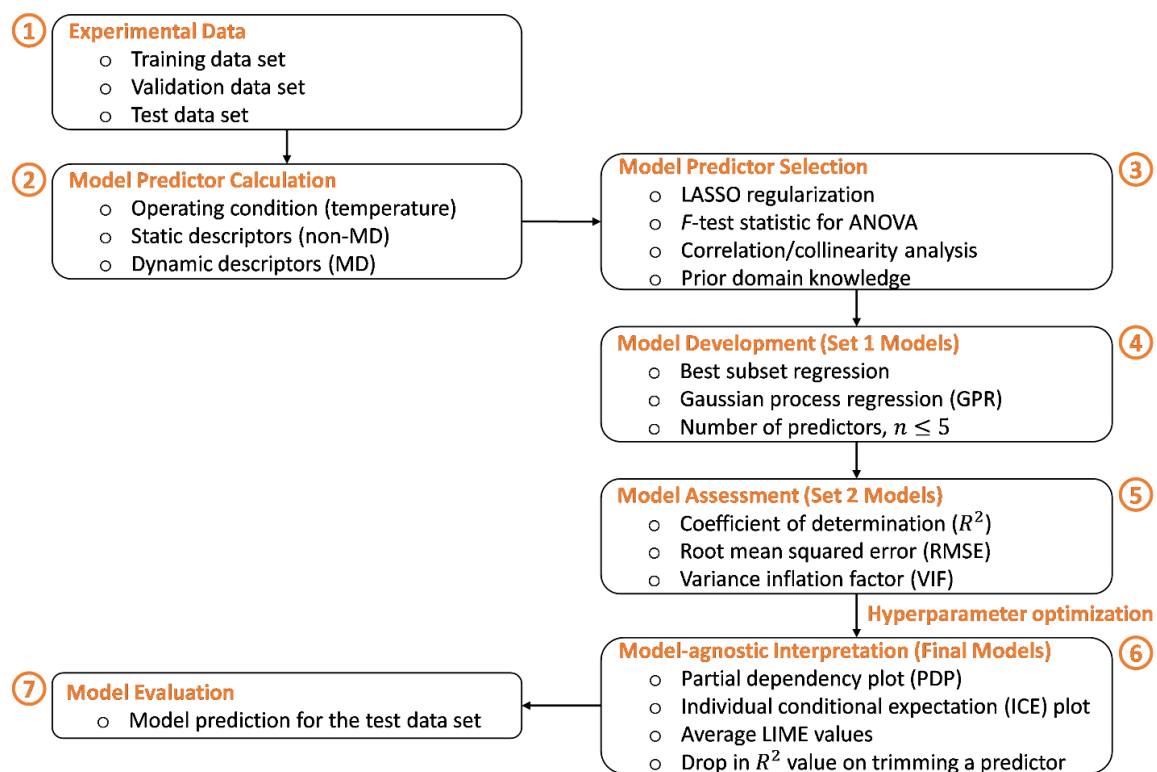 1
Experimental Data
○ Training data set
○ Validation data set
○ Test data set
2
Model Predictor Calculation
○ Operating condition (temperature)
○ Static descriptors (non-MD)
○ Dynamic descriptors (MD)
3
Model Predictor Selection
○ LASSO regularization
○ F-test statistic for ANOVA
○ Correlation/collinearity analysis
○ Prior domain knowledge
4
Model Development (Set 1 Models)
○ Best subset regression
○ Gaussian process regression (GPR)
○ Number of predictors, n ≤ 5
5
Model Assessment (Set 2 Models)
○ Coefficient of determination (R²)
○ Root mean squared error (RMSE)
○ Variance inflation factor (VIF)
Hyperparameter optimization
6
Model-agnostic Interpretation (Final Models)
○ Partial dependency plot (PDP)
○ Individual conditional expectation (ICE) plot
○ Average LIME values
○ Drop in R² value on trimming a predictor
7
Model Evaluation
○ Model prediction for the test data set